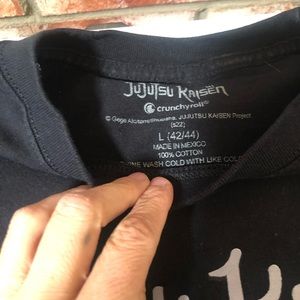 JUJUTSU KAISEN
crunchyroll
© Gege Akutami/Shueisha, JUJUTSU KAISEN Project
(s22)
L (42/44)
MADE IN MEXICO
100% COTTON
WASH COLD WITH LIKE COLO